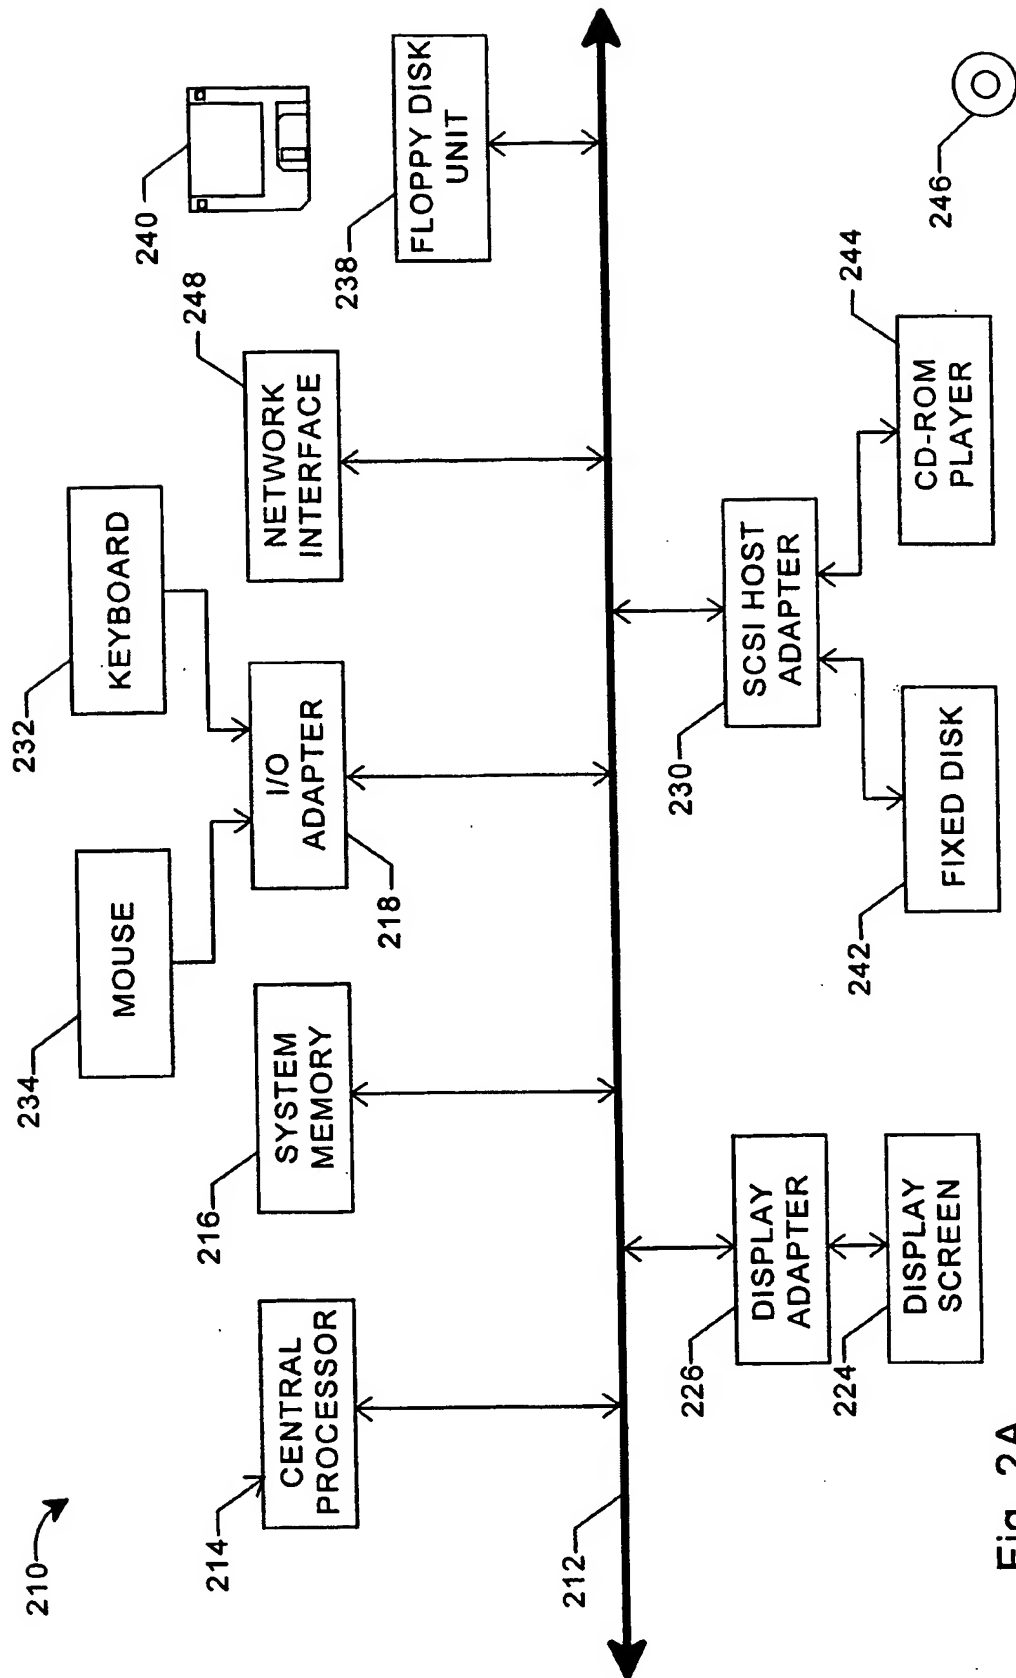 210
232
234
KEYBOARD
MOUSE
240
248
214
216
218
238
CENTRAL
PROCESSOR
SYSTEM
MEMORY
I/O
ADAPTER
NETWORK
INTERFACE
FLOPPY DISK
UNIT
212
226
DISPLAY
ADAPTER
230
SCSI HOST
ADAPTER
224
DISPLAY
SCREEN
242
FIXED DISK
244
CD-ROM
PLAYER
246
Fig. 2A